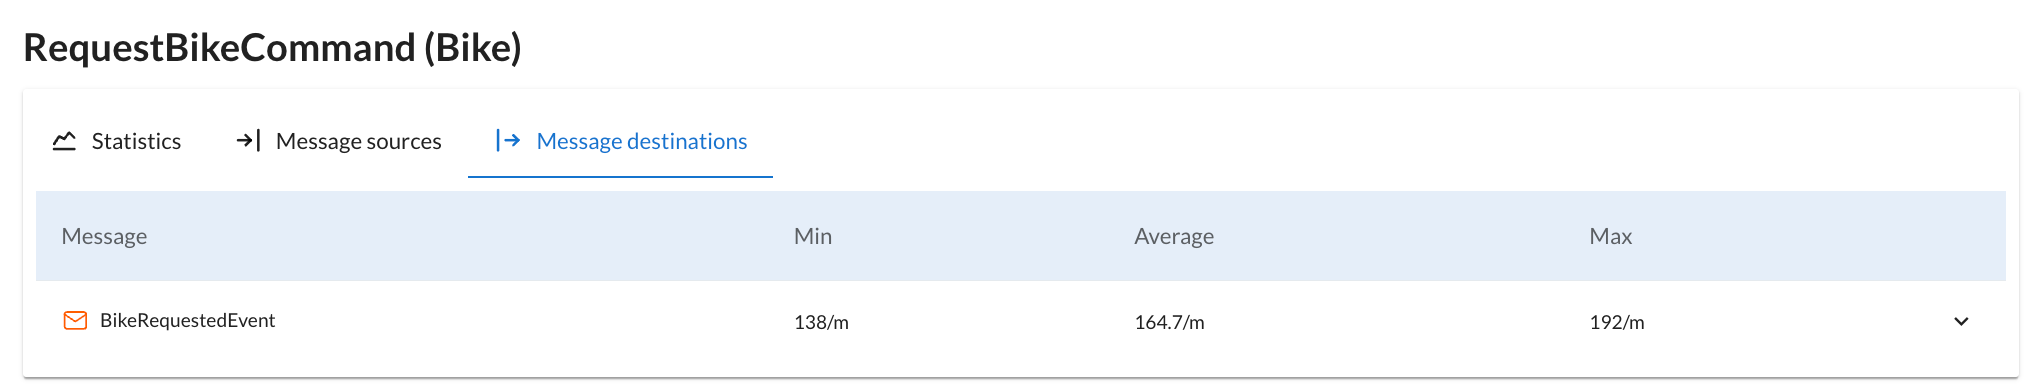 RequestBikeCommand (Bike)
Statistics Message sources Message destinations
Message Min Average Max
BikeRequestedEvent 138/m 164.7/m 192/m